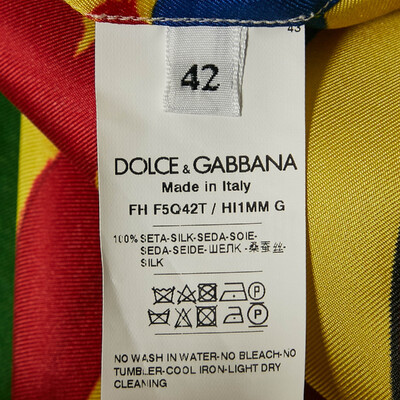 43
42
DOLCE & GABBANA
Made in Italy
FH F5Q42T / HI1MM G
100% SETA-SILK-SEDA-SOIE-
SEDA-SEIDE-ШЕЛК -桑蚕丝-
SILK
P
P
NO WASH IN WATER-NO BLEACH-NO
TUMBLER-COOL IRON-LIGHT DRY
CLEANING